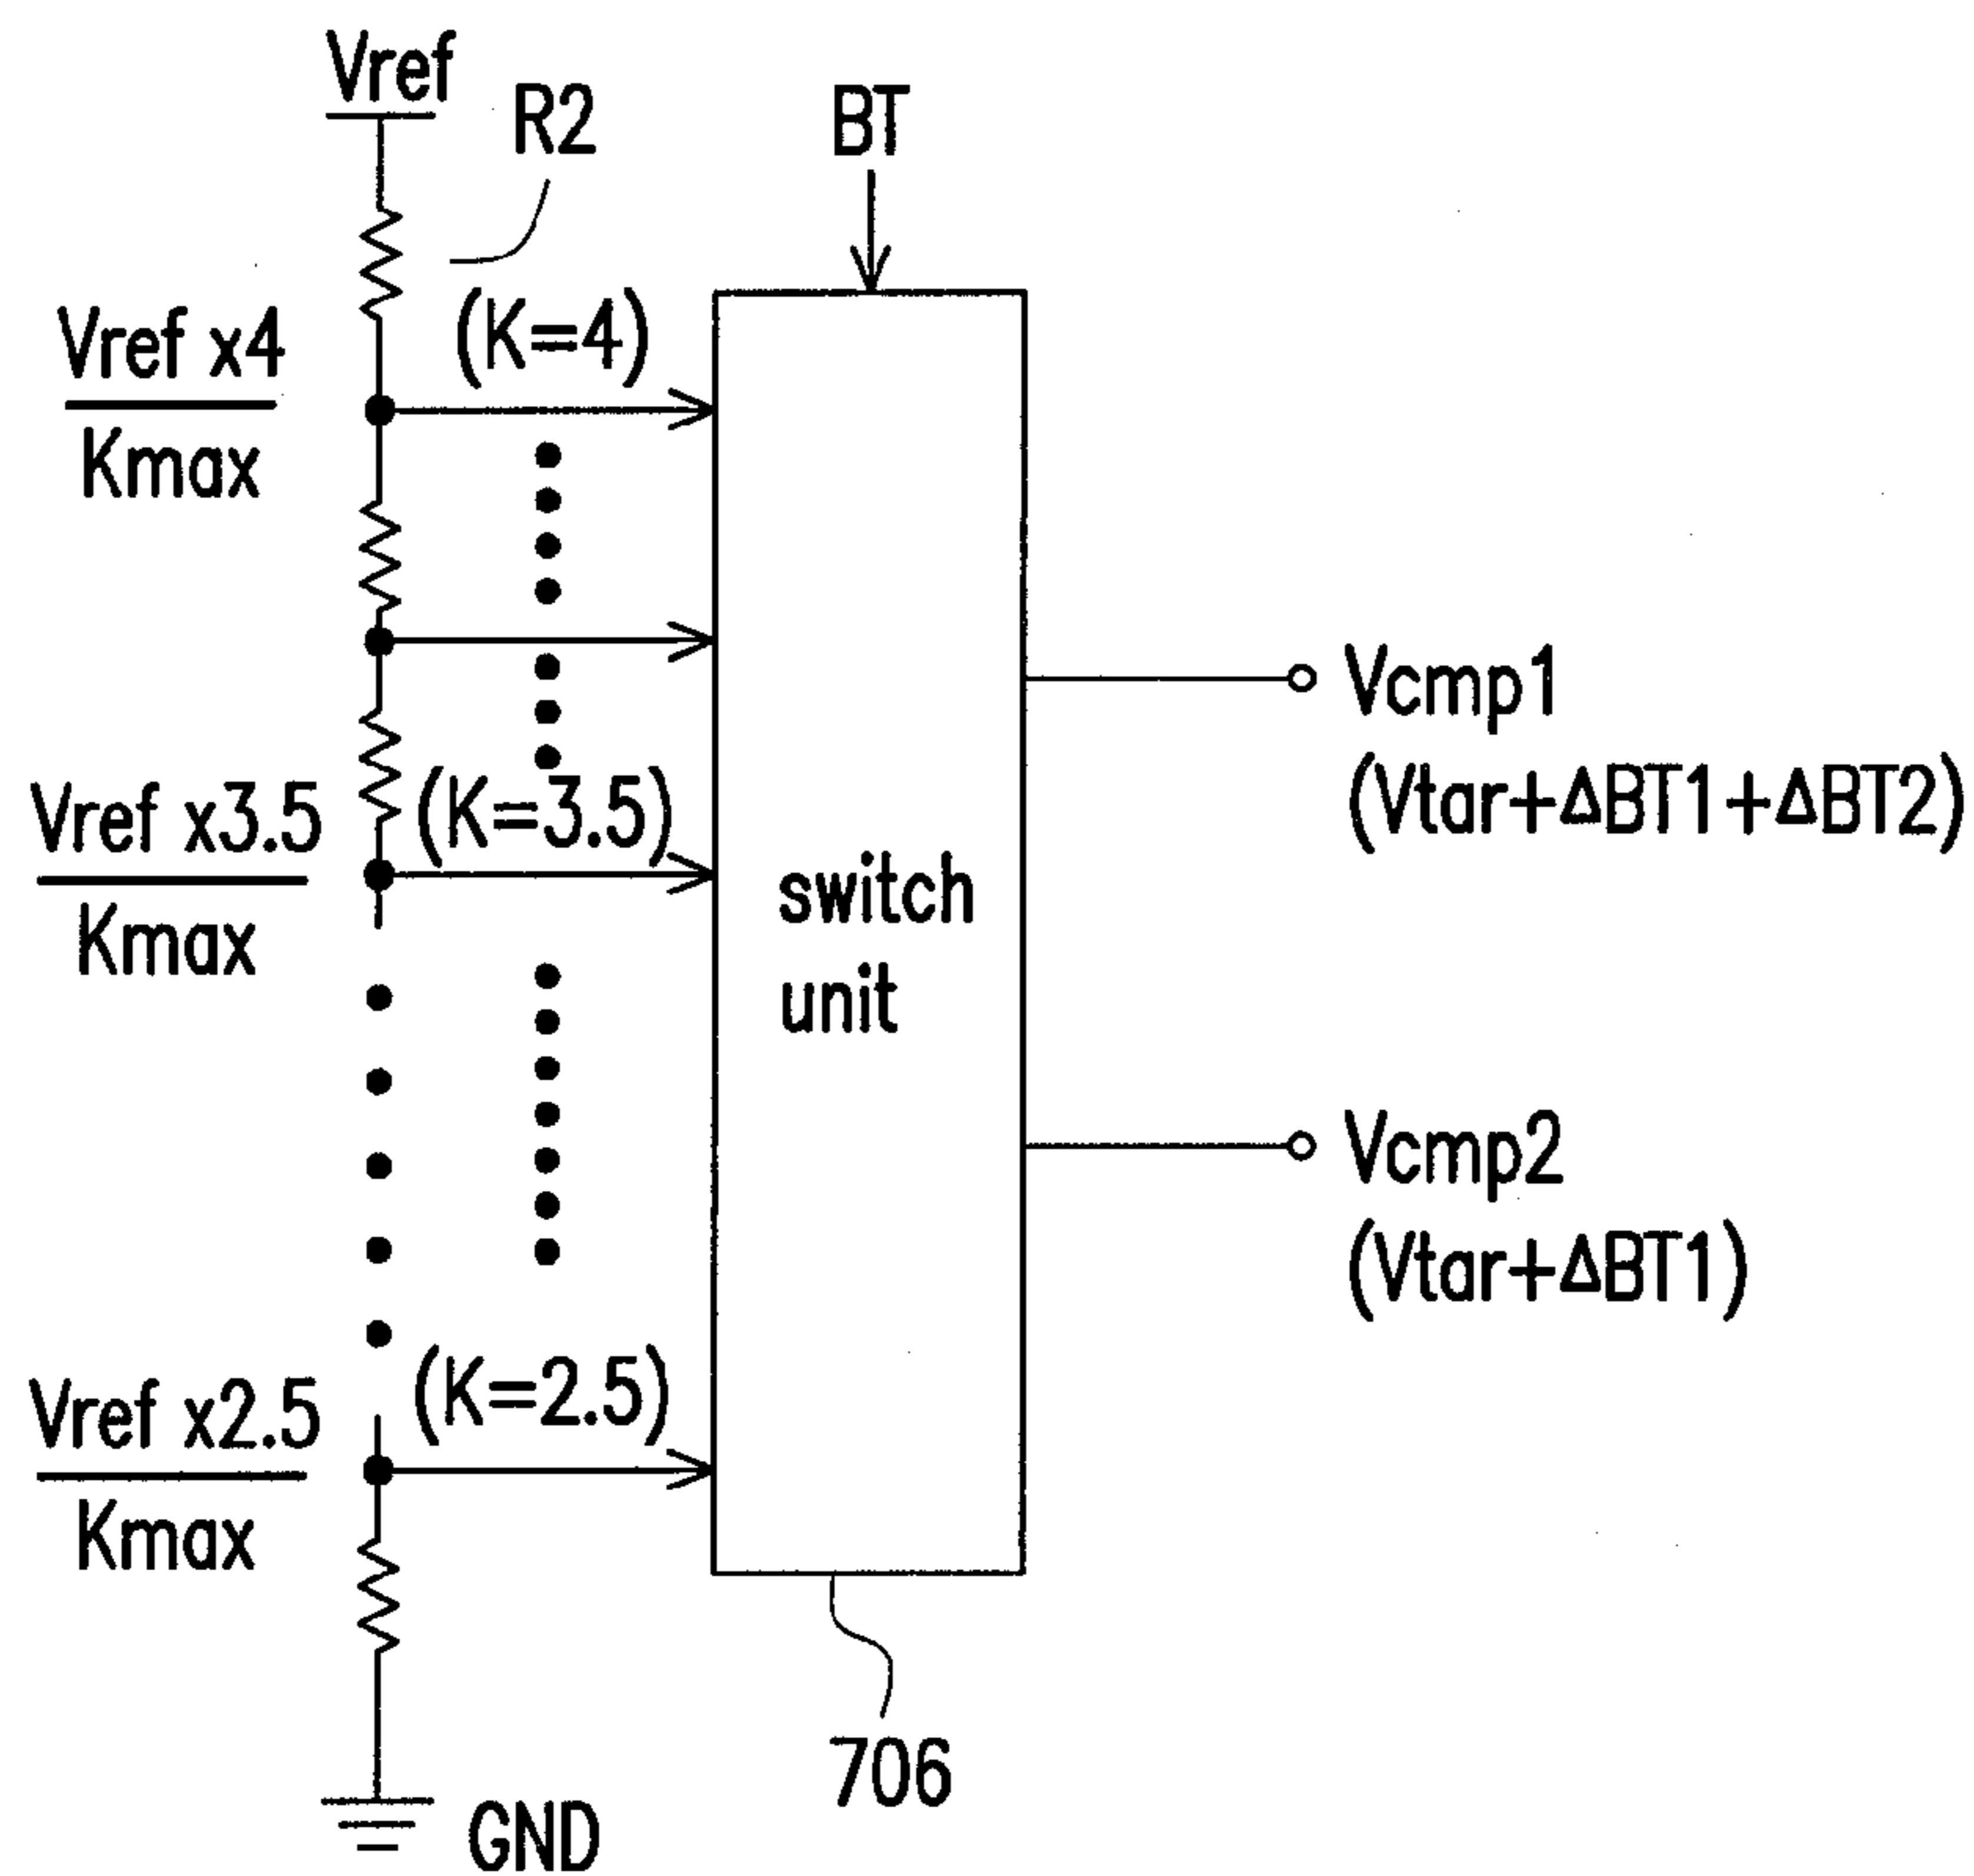 Vref
R2
BT
Vref x4
Kmax
(K=4)
Vref x3.5
Kmax
(K=3.5)
switch
unit
Vcmp1
(Vtar+ΔBT1+ΔBT2)
Vcmp2
(Vtar+ΔBT1)
Vref x2.5
Kmax
(K=2.5)
706
GND